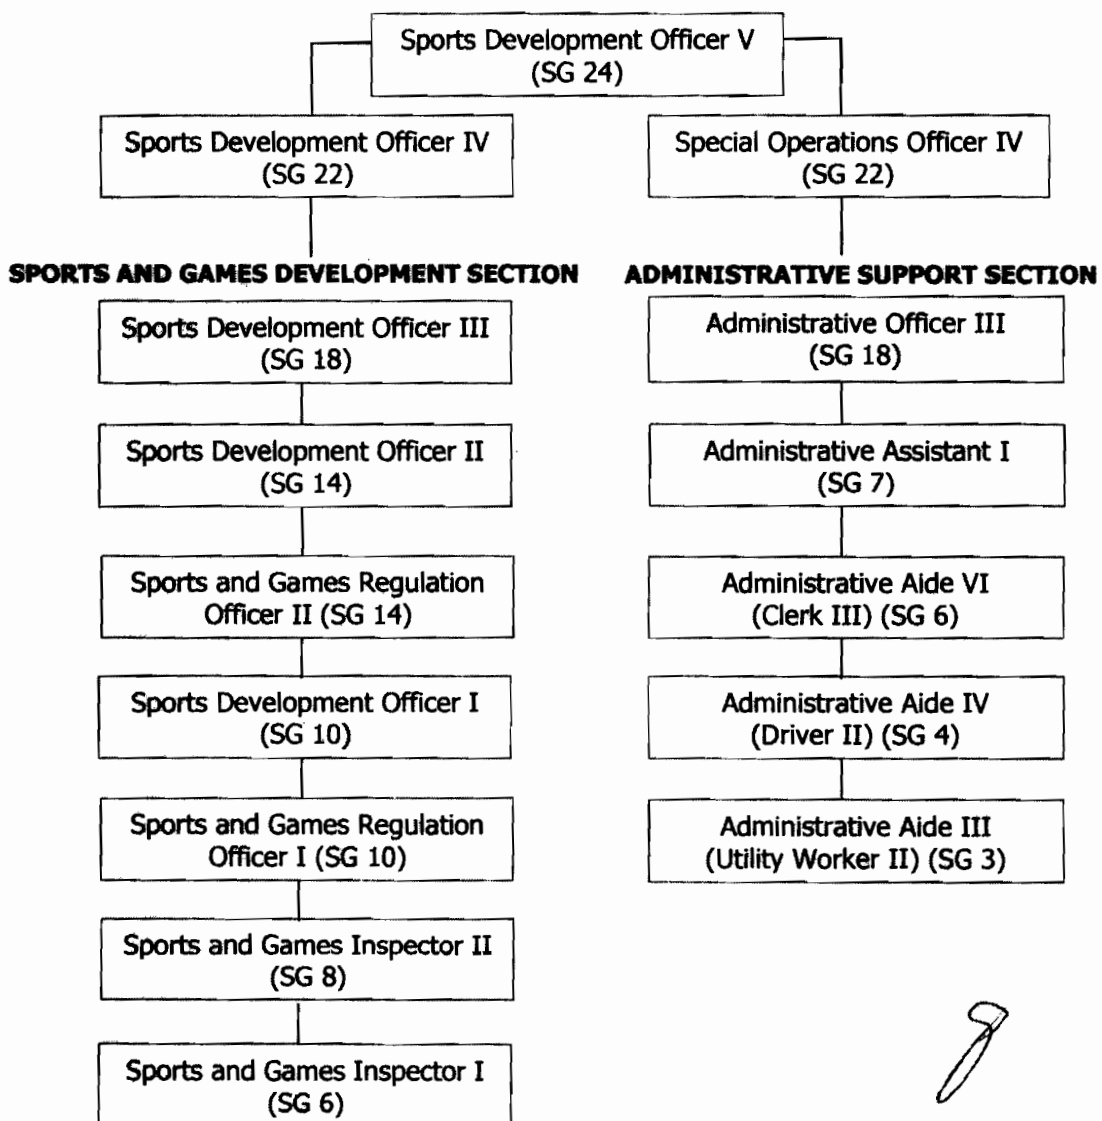 Sports Development Officer V
(SG 24)
Sports Development Officer IV
(SG 22)
Special Operations Officer IV
(SG 22)
SPORTS AND GAMES DEVELOPMENT SECTION
Sports Development Officer III
(SG 18)
Sports Development Officer II
(SG 14)
Sports and Games Regulation
Officer II (SG 14)
Sports Development Officer I
(SG 10)
Sports and Games Regulation
Officer I (SG 10)
Sports and Games Inspector II
(SG 8)
Sports and Games Inspector I
(SG 6)
ADMINISTRATIVE SUPPORT SECTION
Administrative Officer III
(SG 18)
Administrative Assistant I
(SG 7)
Administrative Aide VI
(Clerk III) (SG 6)
Administrative Aide IV
(Driver II) (SG 4)
Administrative Aide III
(Utility Worker II) (SG 3)